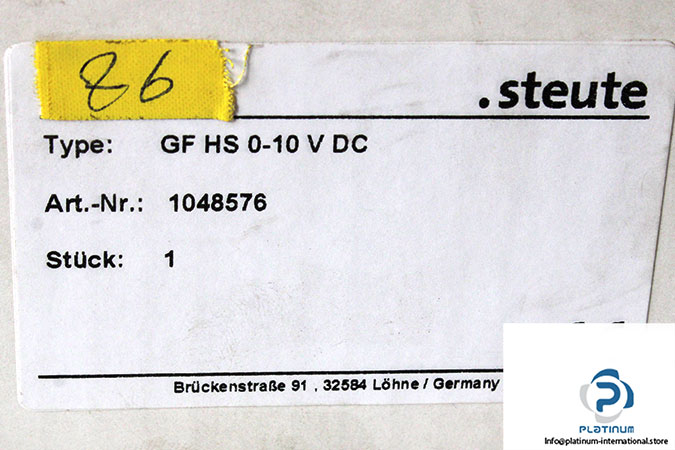 86
.steute
Type: GF HS 0-10 V DC
Art.-Nr.: 1048576
Stück: 1
Brückenstraße 91 , 32584 Löhne / Germany
PLATINUM
Info@platinum-international.store